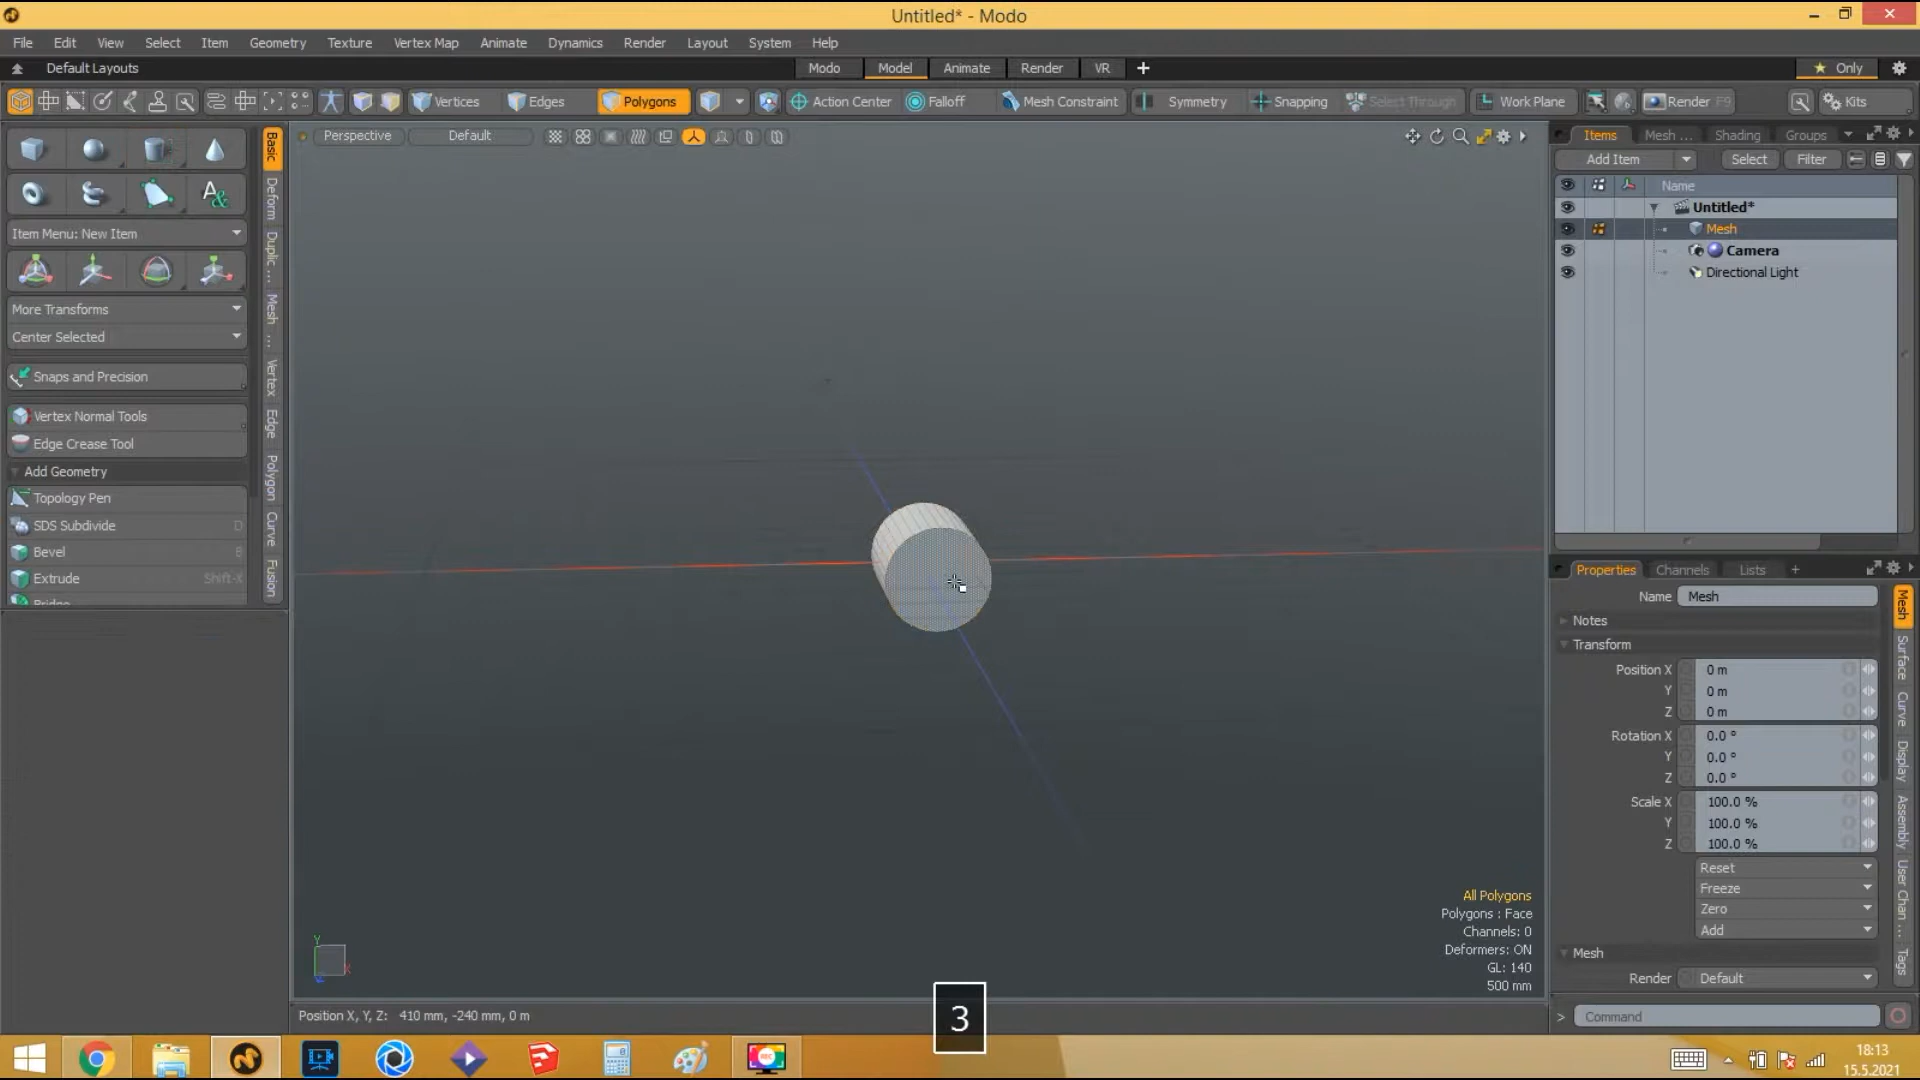 Untitled* - Modo
File Edit View Select Item Geometry Texture Vertex Map Animate Dynamics Render Layout System Help
Default Layouts Modo Model Animate Render VR Only
Vertices Edges Polygons Action Center Falloff Mesh Constraint Symmetry Snapping Select Through Work Plane Render F9 Kits
Perspective Default
Item Menu: New Item
More Transforms
Center Selected
Snaps and Precision
Vertex Normal Tools
Edge Crease Tool
Add Geometry
Topology Pen
SDS Subdivide D
Bevel B
Extrude Shift-X
Bridge
Basic
Deform
Duplic ...
Mesh ...
Vertex
Edge
Polygon
Curve
Fusion
All Polygons
Polygons : Face
Channels: 0
Deformers: ON
GL: 140
500 mm
Y
X
Items Mesh ... Shading Groups
Add Item Select Filter
Name
Untitled*
Mesh
Camera
Directional Light
Properties Channels Lists +
Name Mesh
Notes
Transform
Position X 0 m
Y 0 m
Z 0 m
Rotation X 0.0 °
Y 0.0 °
Z 0.0 °
Scale X 100.0 %
Y 100.0 %
Z 100.0 %
Reset
Freeze
Zero
Add
Mesh
Render Default
Mesh
Surface
Curve
Display
Assembly
User Chan ...
Tags
Position X, Y, Z: 410 mm, -240 mm, 0 m
3
> Command
18:13
15.5.2021